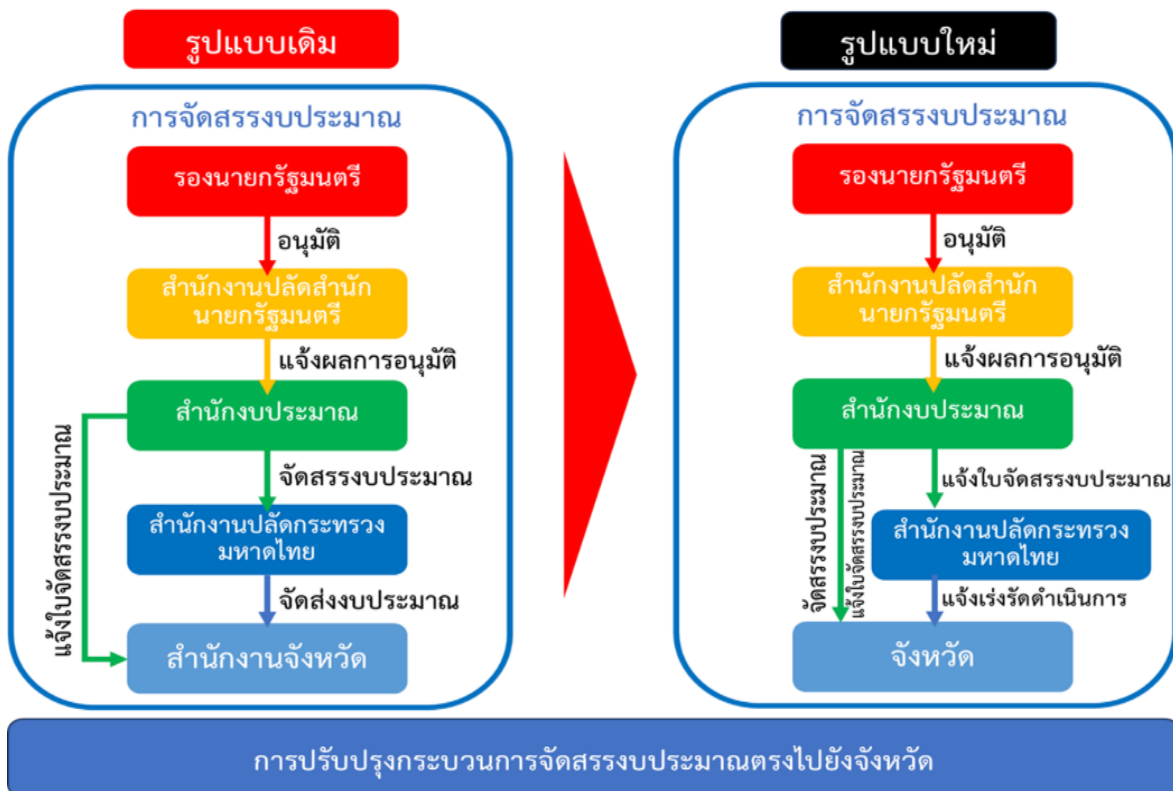 รูปแบบเดิม
การจัดสรรงบประมาณ
รองนายกรัฐมนตรี
อนุมัติ
สำนักงานปลัดสำนัก
นายกรัฐมนตรี
แจ้งผลการอนุมัติ
สำนักงบประมาณ
แจ้งใบจัดสรรงบประมาณ
จัดสรรงบประมาณ
สำนักงานปลัดกระทรวง
มหาดไทย
จัดส่งงบประมาณ
สำนักงานจังหวัด
รูปแบบใหม่
การจัดสรรงบประมาณ
รองนายกรัฐมนตรี
อนุมัติ
สำนักงานปลัดสำนัก
นายกรัฐมนตรี
แจ้งผลการอนุมัติ
สำนักงบประมาณ
จัดสรรงบประมาณ
แจ้งใบจัดสรรงบประมาณ
แจ้งใบจัดสรรงบประมาณ
สำนักงานปลัดกระทรวง
มหาดไทย
แจ้งเร่งรัดดำเนินการ
จังหวัด
การปรับปรุงกระบวนการจัดสรรงบประมาณตรงไปยังจังหวัด